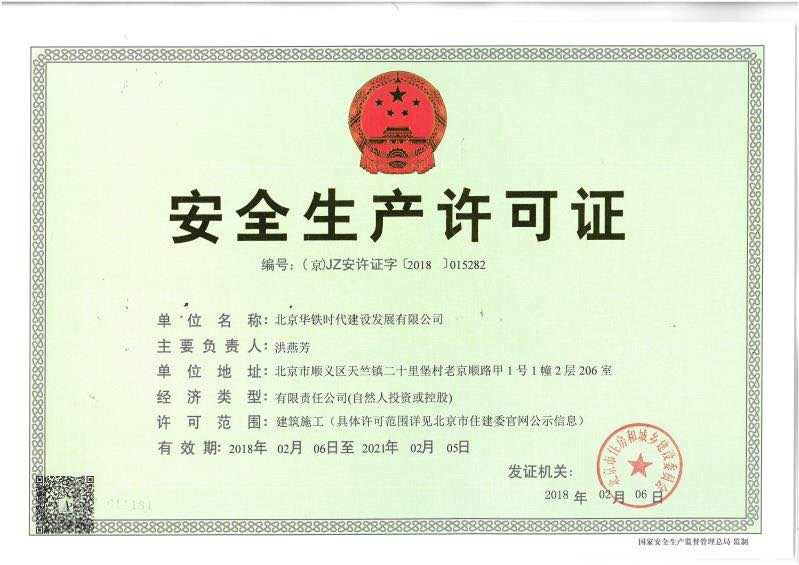 安全生产许可证
编号：（京）JZ安许证字〔2018 〕015282
单位名称：北京华铁时代建设发展有限公司
主要负责人：洪燕芳
单位地址：北京市顺义区天竺镇二十里堡村老京顺路甲1号1幢2层206室
经济类型：有限责任公司(自然人投资或控股)
许可范围：建筑施工（具体许可范围详见北京市住建委官网公示信息）
有效期：2018年 02月 06日至 2021年 02月 05日
发证机关：
北京市住房和城乡建设委员会
2018 年 02月 06 日
国家安全生产监督管理总局 监制